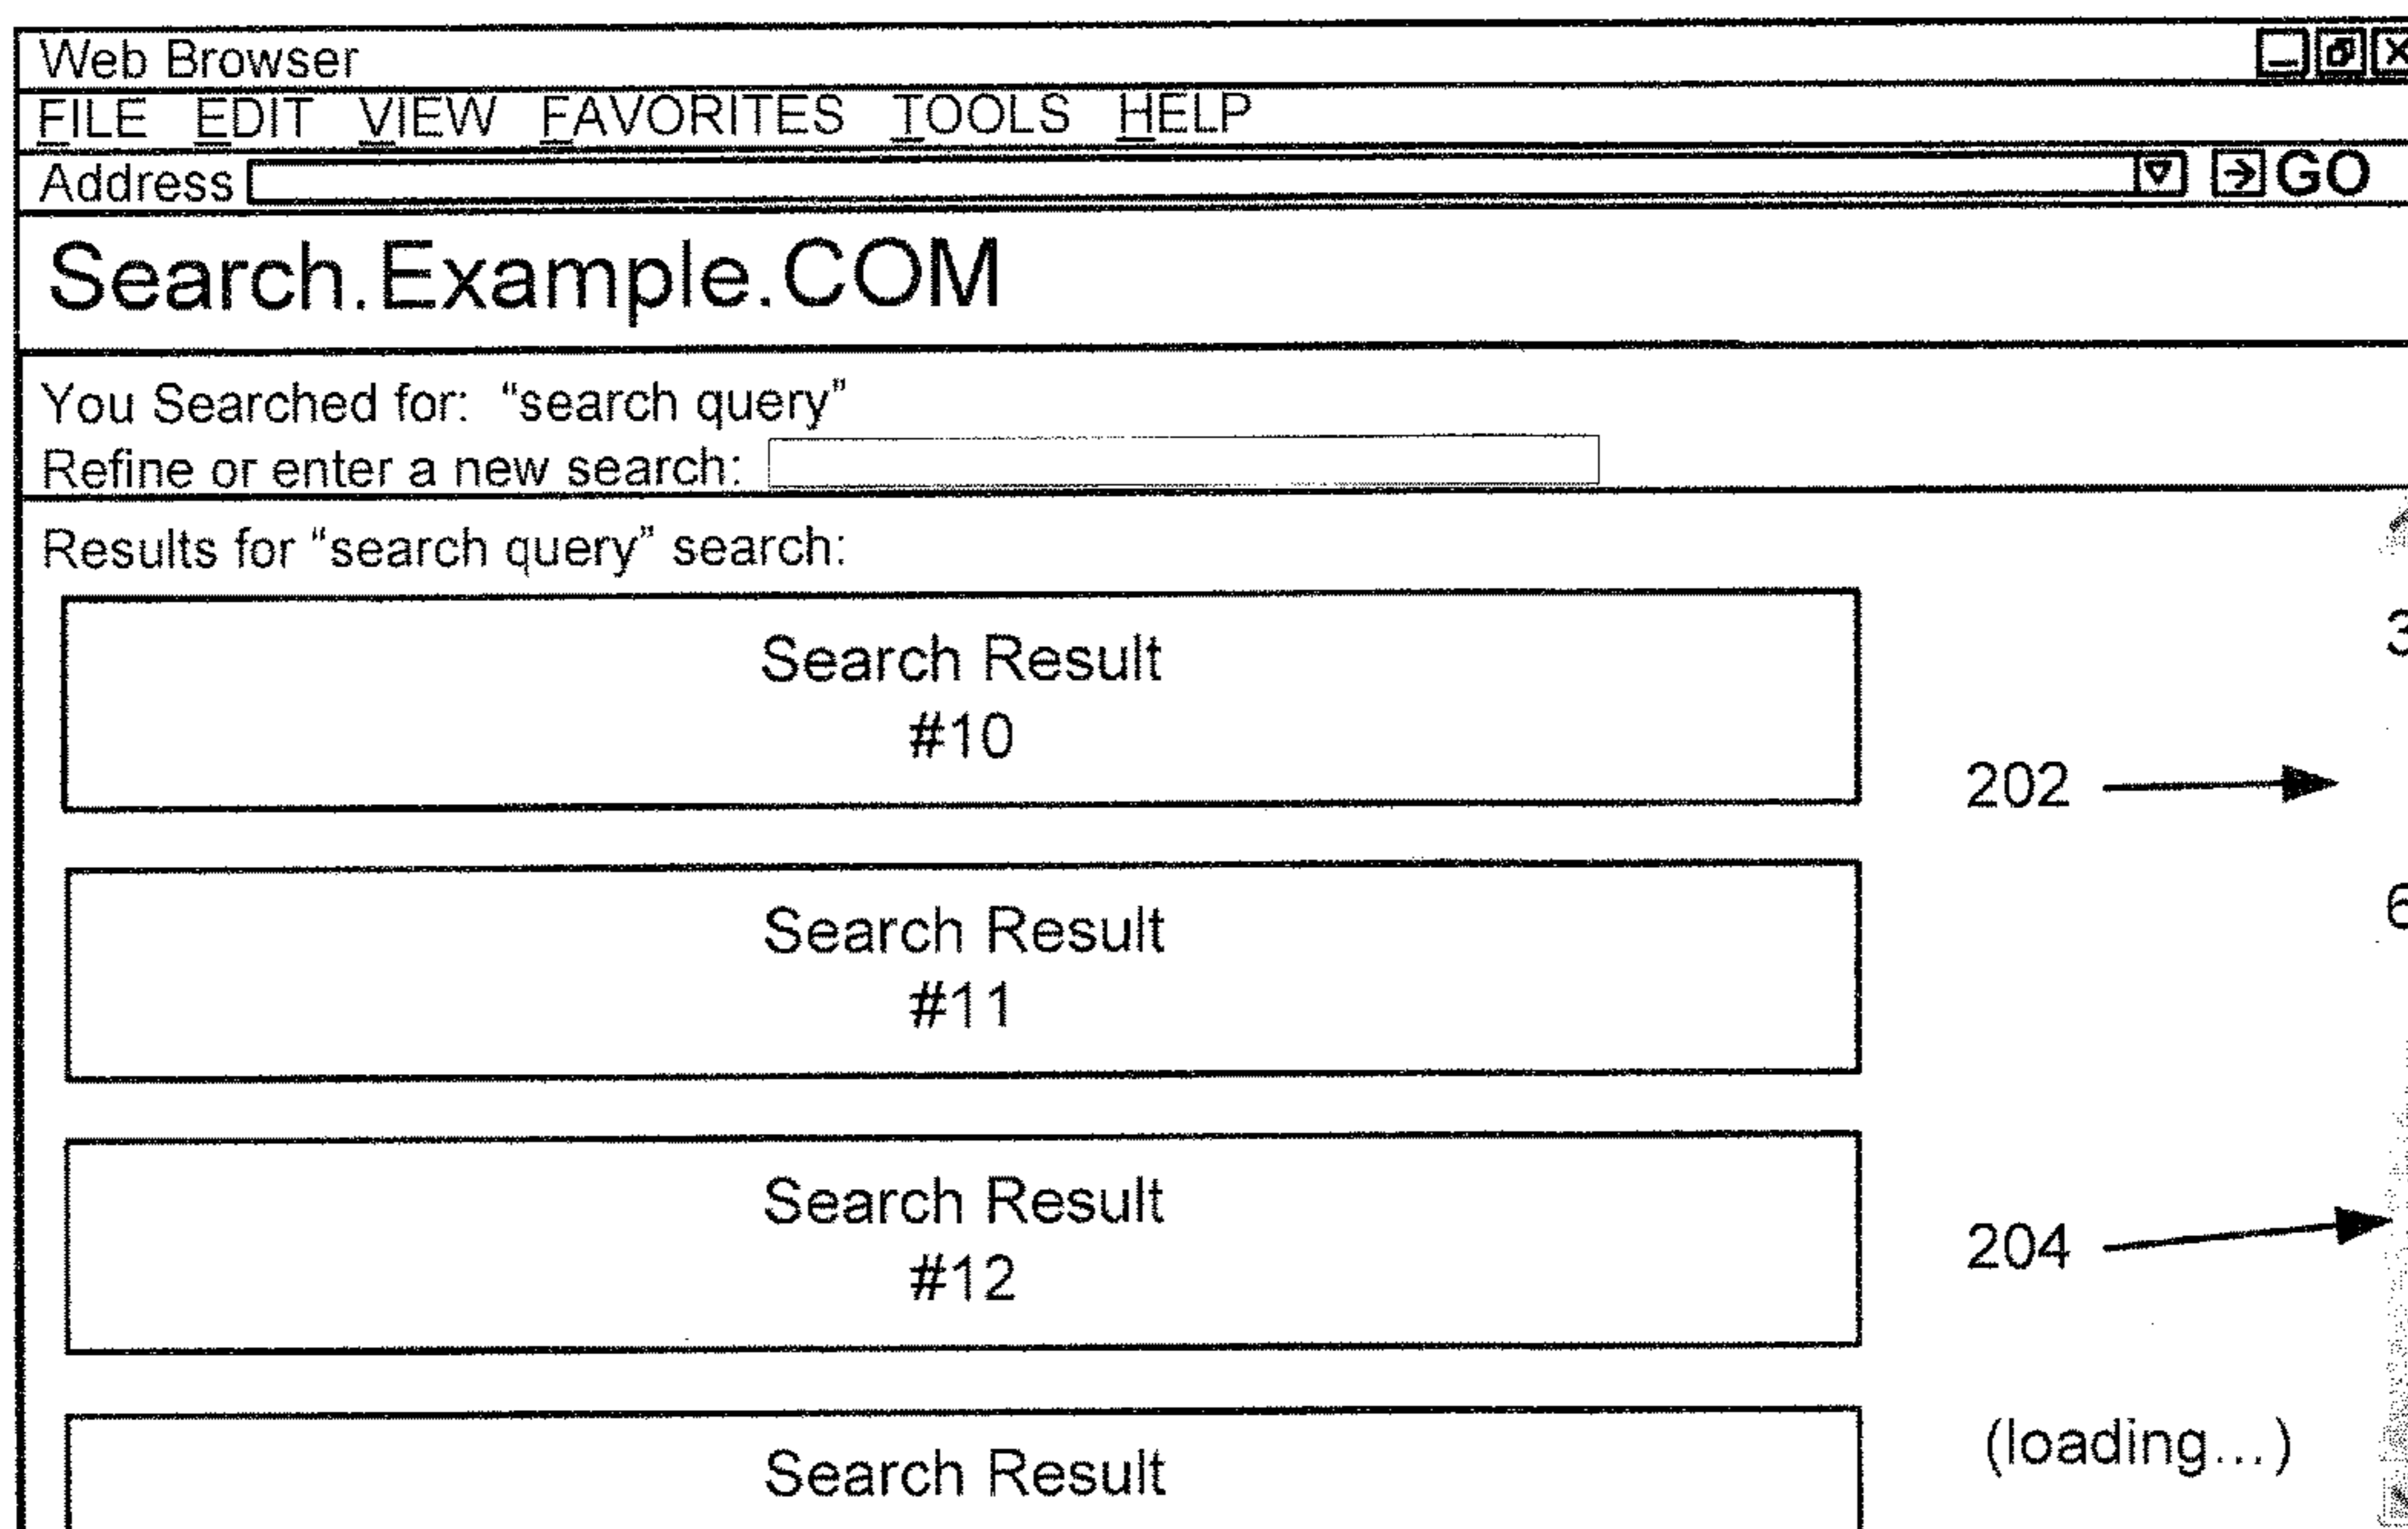 Web Browser
FILE EDIT VIEW FAVORITES TOOLS HELP
Address GO
Search.Example.COM
You Searched for: “search query”
Refine or enter a new search:
Results for “search query” search:
Search Result
#10
202
Search Result
#11
Search Result
#12
204
Search Result
(loading...)